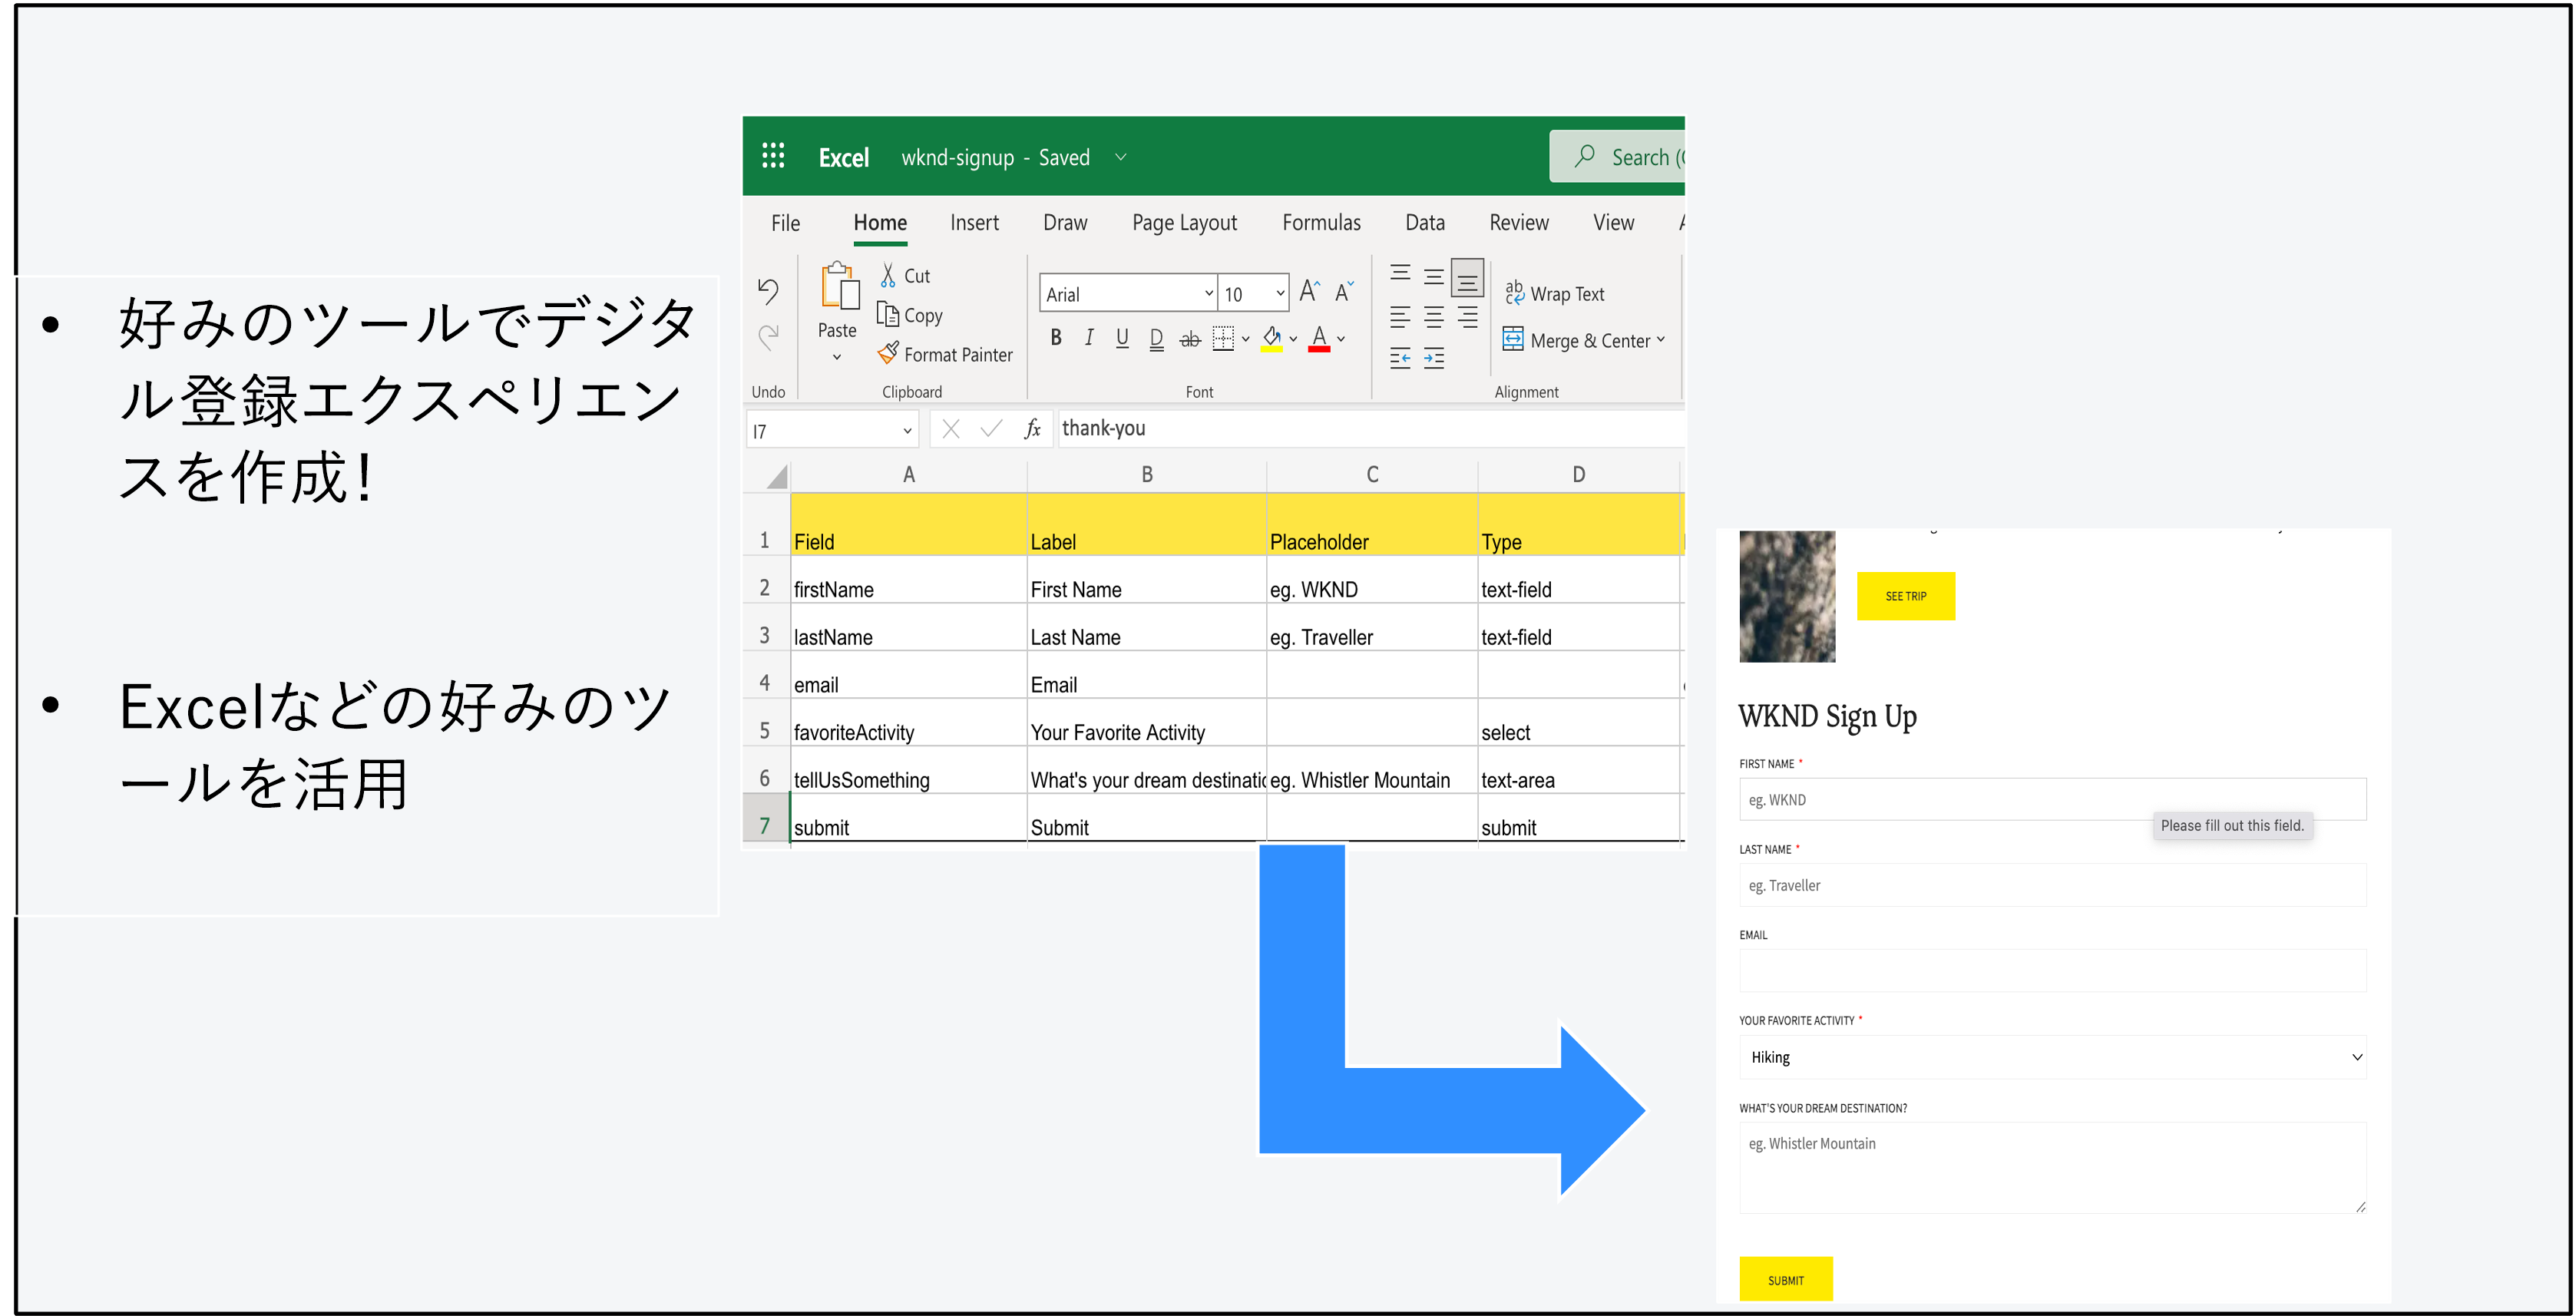 • 好みのツールでデジタ
ル登録エクスペリエン
スを作成!
• Excelなどの好みのツ
ールを活用
Excel wknd-signup - Saved Search
File Home Insert Draw Page Layout Formulas Data Review View
Cut
Copy
Format Painter
Paste
Arial 10
Wrap Text
Merge & Center
Undo Clipboard Font Alignment
I7 fx thank-you
A B C D
1 Field Label Placeholder Type
2 firstName First Name eg. WKND text-field
3 lastName Last Name eg. Traveller text-field
4 email Email
5 favoriteActivity Your Favorite Activity select
6 tellUsSomething What's your dream destinatio eg. Whistler Mountain text-area
7 submit Submit submit
SEE TRIP
WKND Sign Up
FIRST NAME *
eg. WKND
Please fill out this field.
LAST NAME *
eg. Traveller
EMAIL
YOUR FAVORITE ACTIVITY *
Hiking
WHAT'S YOUR DREAM DESTINATION?
eg. Whistler Mountain
SUBMIT